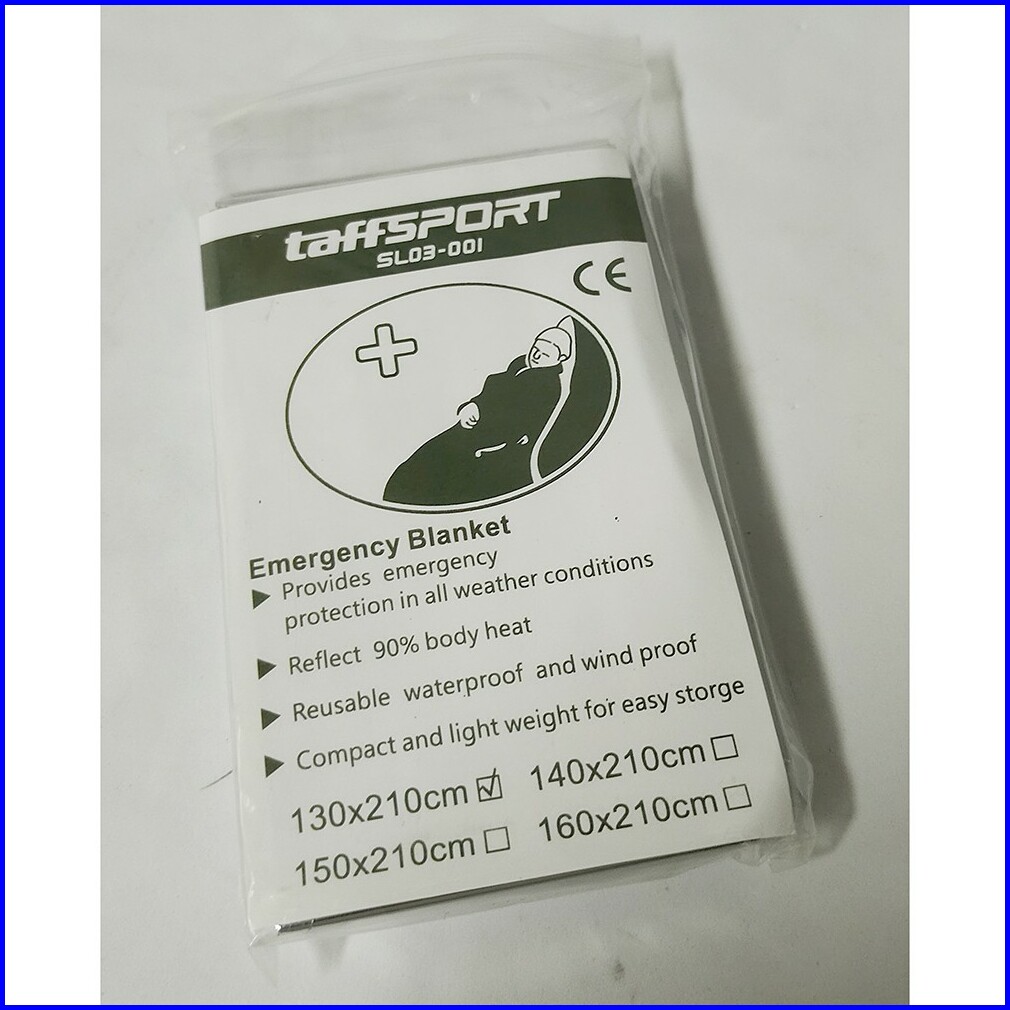 taffSPORT
SL03-001
CE
Emergency Blanket
Provides emergency
protection in all weather conditions
Reflect 90% body heat
Reusable waterproof and wind proof
Compact and light weight for easy storge
130x210cm ☑ 140x210cm ☐
150x210cm ☐ 160x210cm ☐